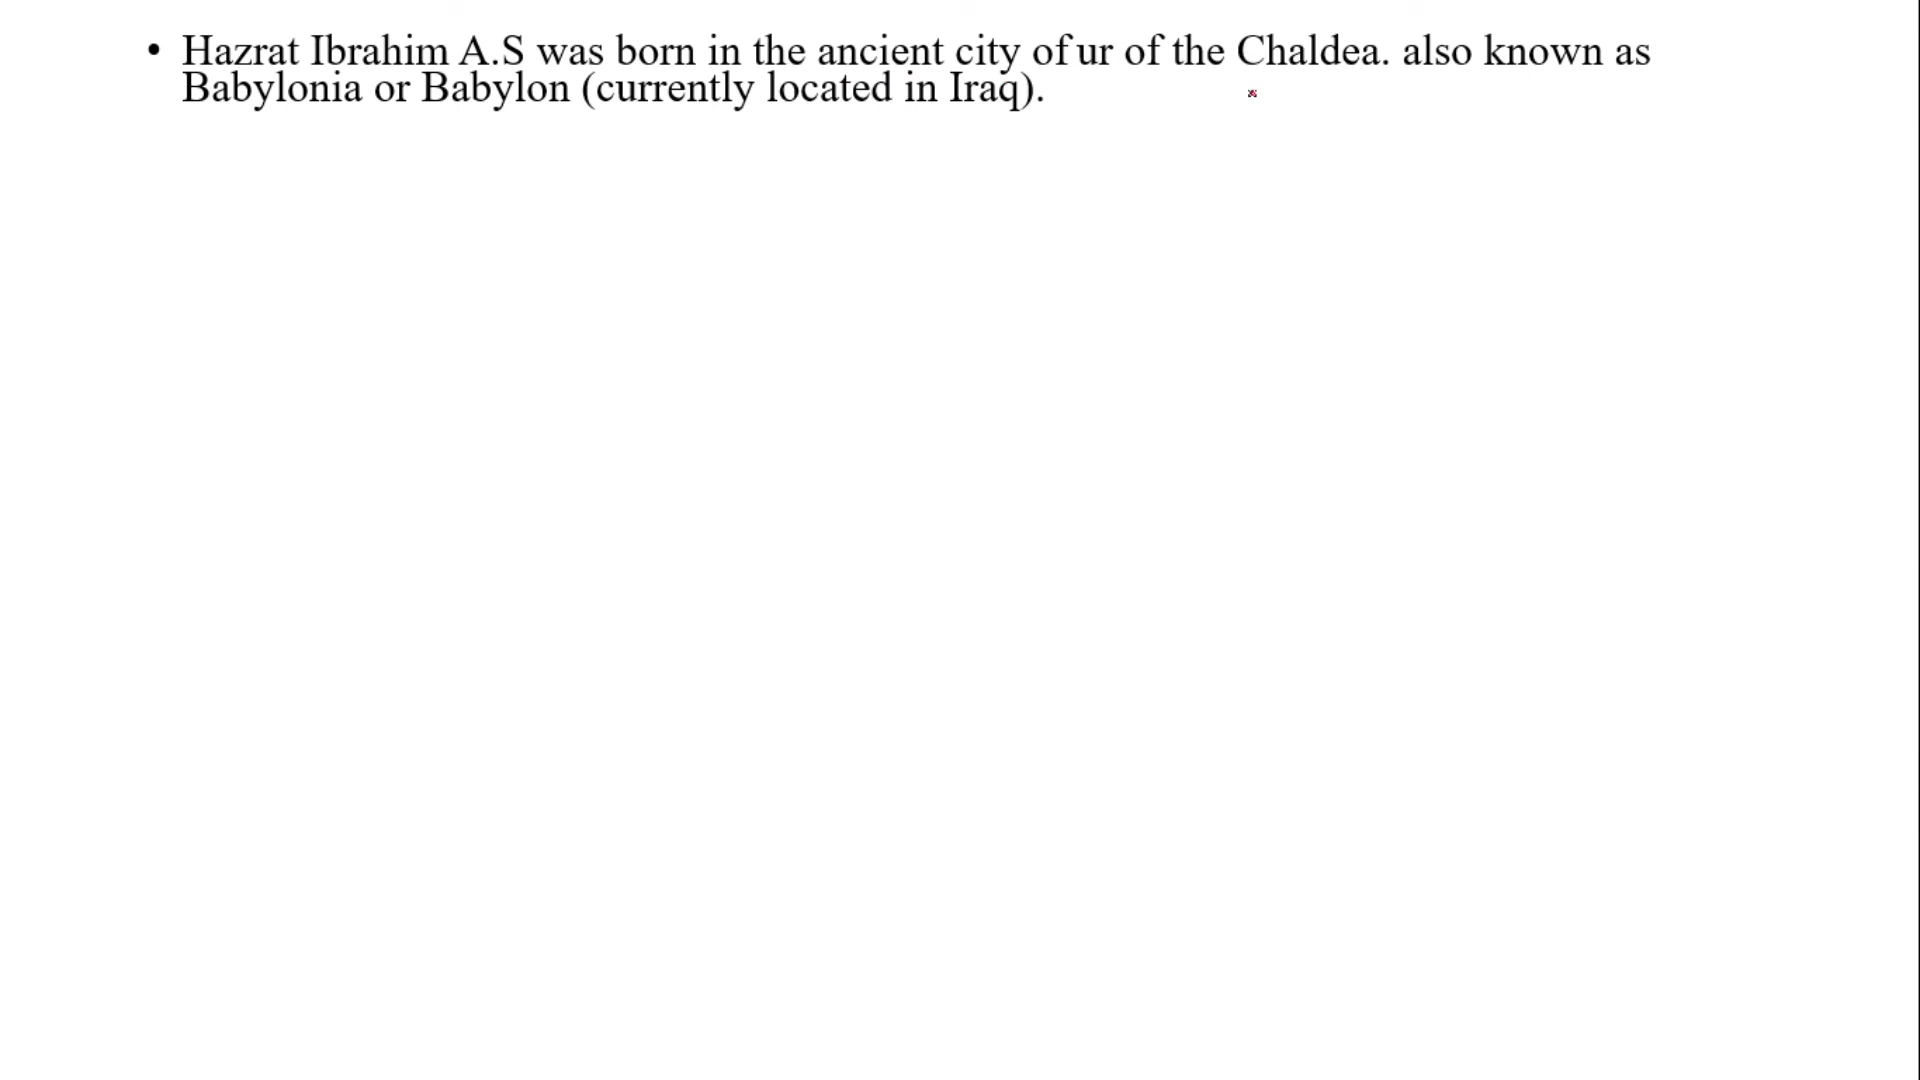 • Hazrat Ibrahim A.S was born in the ancient city of ur of the Chaldea. also known as
Babylonia or Babylon (currently located in Iraq).